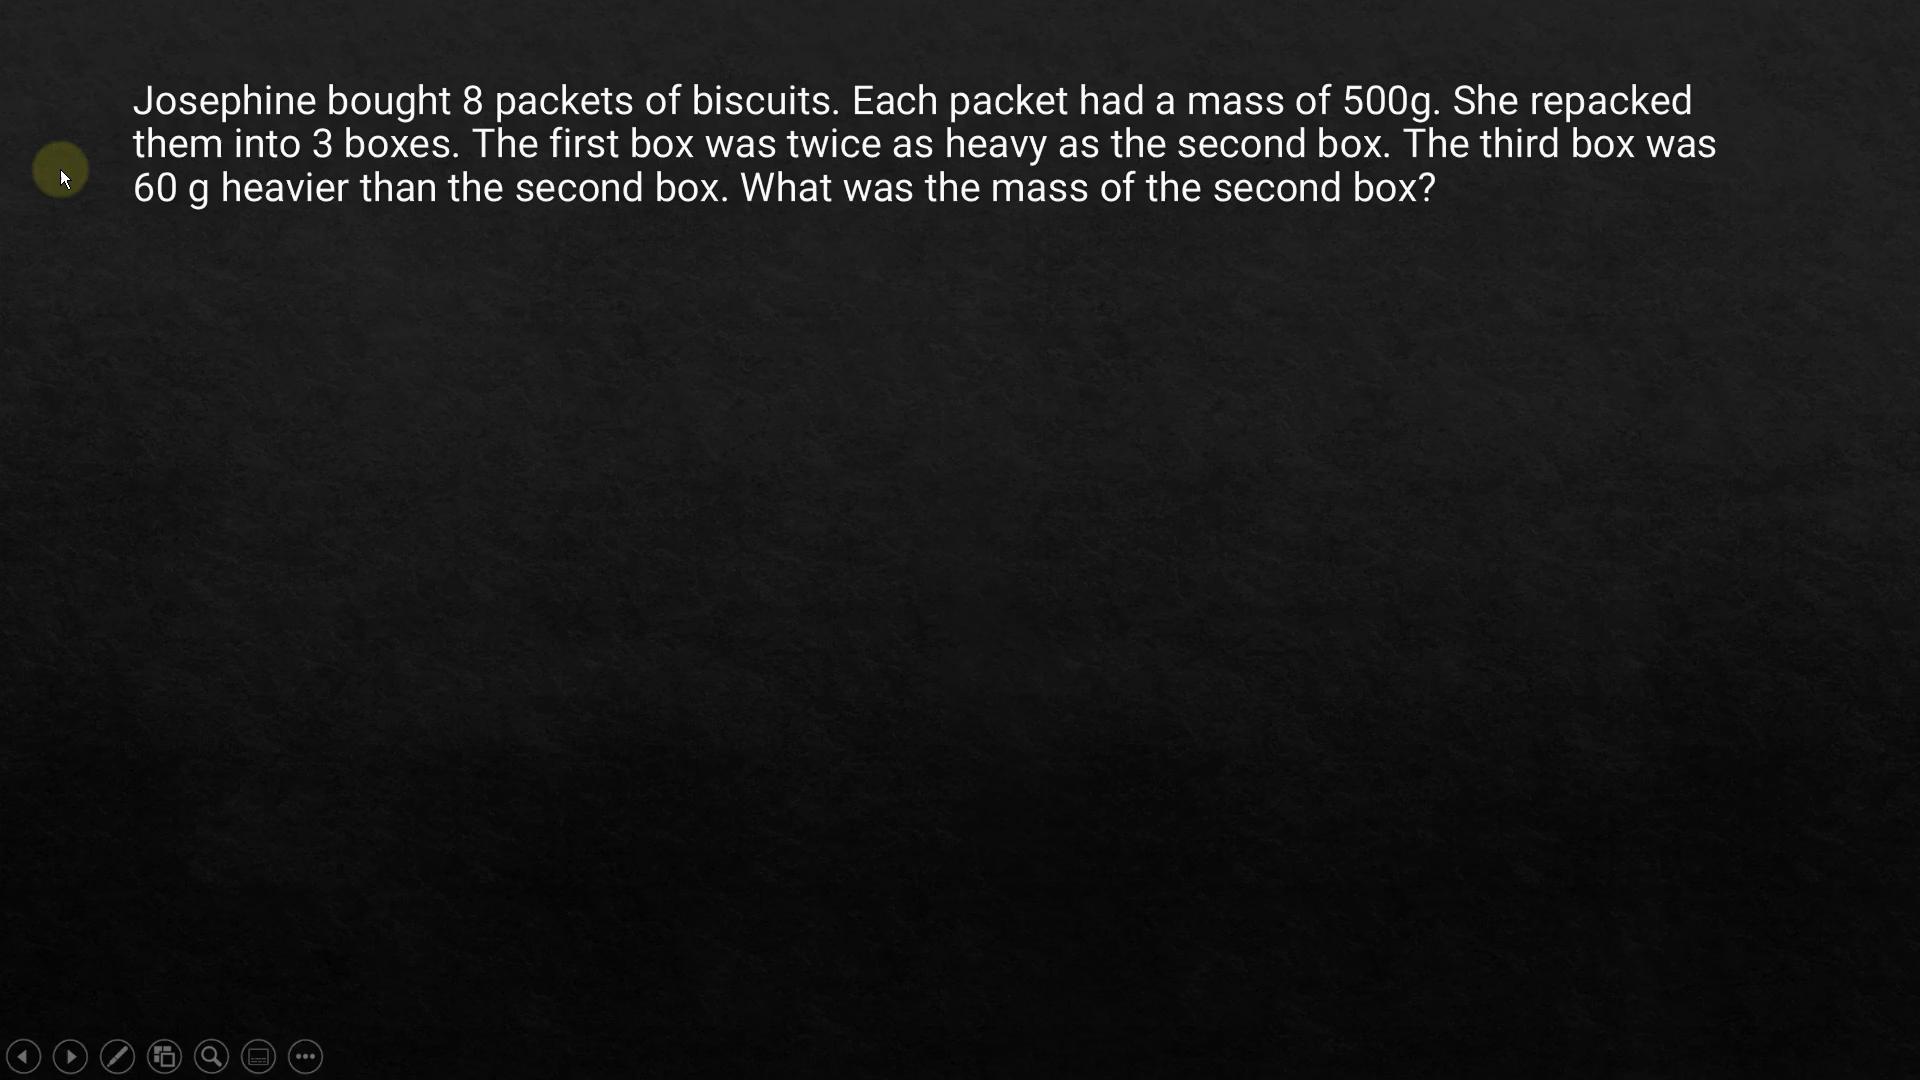 Josephine bought 8 packets of biscuits. Each packet had a mass of 500g. She repacked
them into 3 boxes. The first box was twice as heavy as the second box. The third box was
60 g heavier than the second box. What was the mass of the second box?